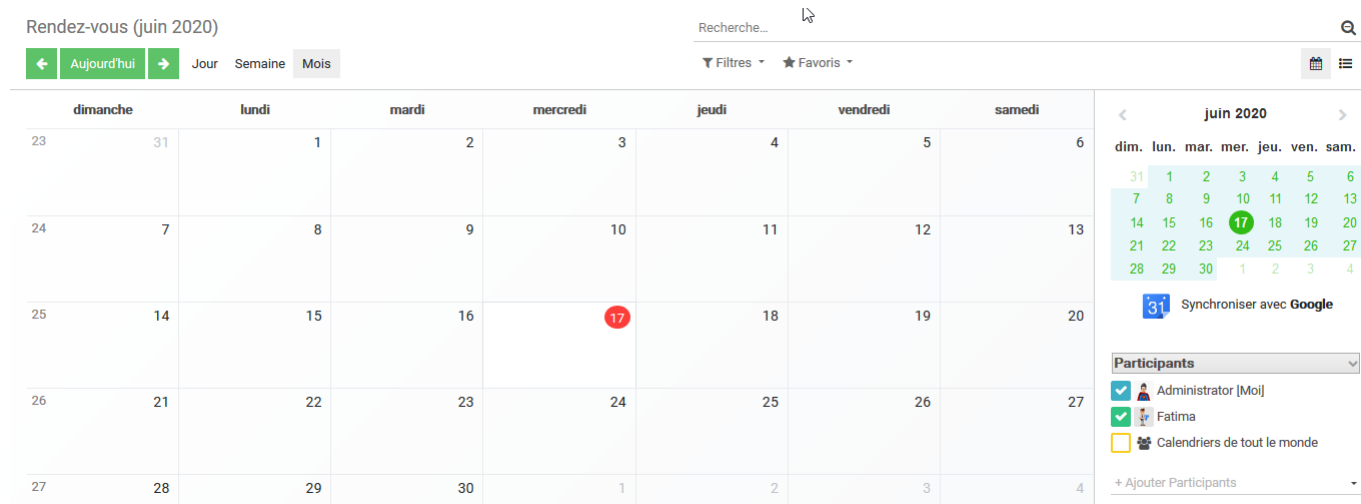 Rendez-vous (juin 2020)
Recherche...
Aujourd'hui Jour Semaine Mois
Filtres Favoris
dimanche lundi mardi mercredi jeudi vendredi samedi
23 31 1 2 3 4 5 6
24 7 8 9 10 11 12 13
25 14 15 16 17 18 19 20
26 21 22 23 24 25 26 27
27 28 29 30 1 2 3 4
juin 2020
dim. lun. mar. mer. jeu. ven. sam.
31 1 2 3 4 5 6
7 8 9 10 11 12 13
14 15 16 17 18 19 20
21 22 23 24 25 26 27
28 29 30 1 2 3 4
31 Synchroniser avec Google
Participants
Administrator [Moi]
Fatima
Calendriers de tout le monde
+ Ajouter Participants